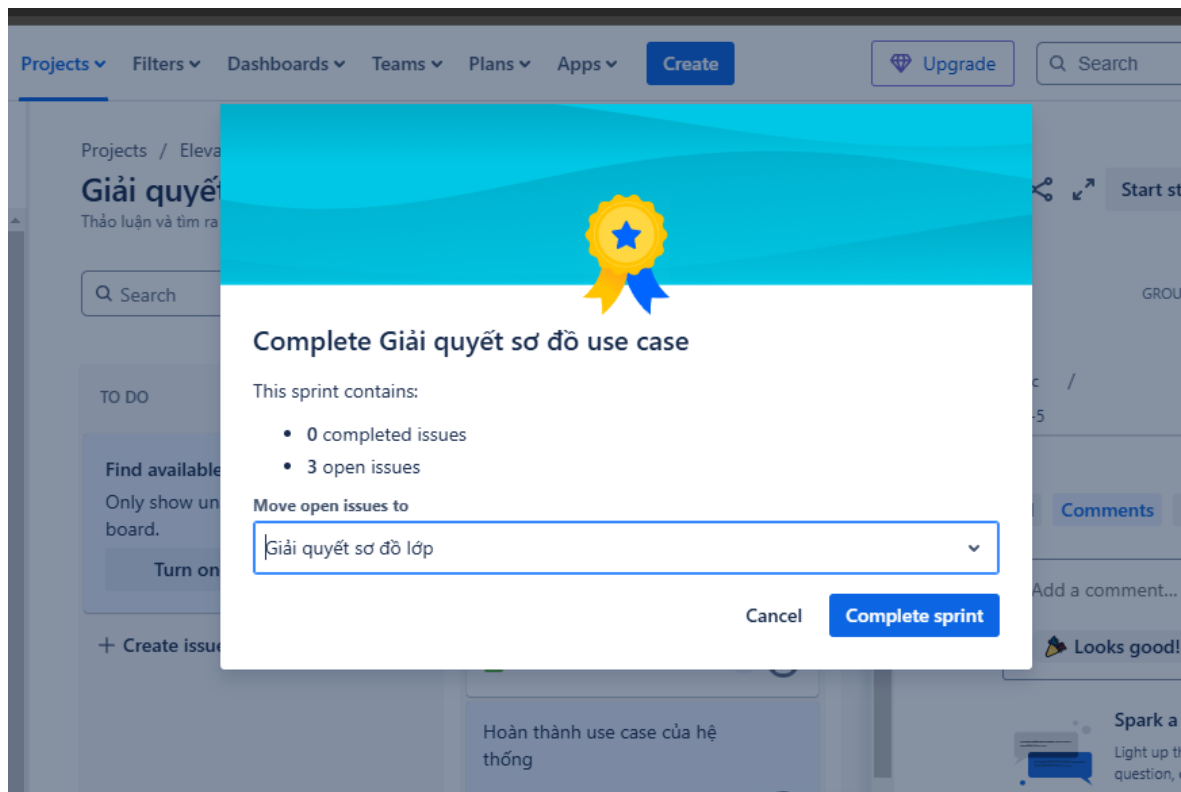 Projects Filters Dashboards Teams Plans Apps Create Upgrade Search
Projects / Eleva
Giải quyết
Start st
Thảo luận và tìm ra
Search
GROU
Complete Giải quyết sơ đồ use case
This sprint contains:
0 completed issues
3 open issues
Move open issues to
Giải quyết sơ đồ lớp
Cancel Complete sprint
TO DO
Find available
Only show un
board.
Turn on
+ Create issue
Hoàn thành use case của hệ
thống
c /
-5
Comments
Add a comment...
Looks good!
Spark a
Light up th
question,